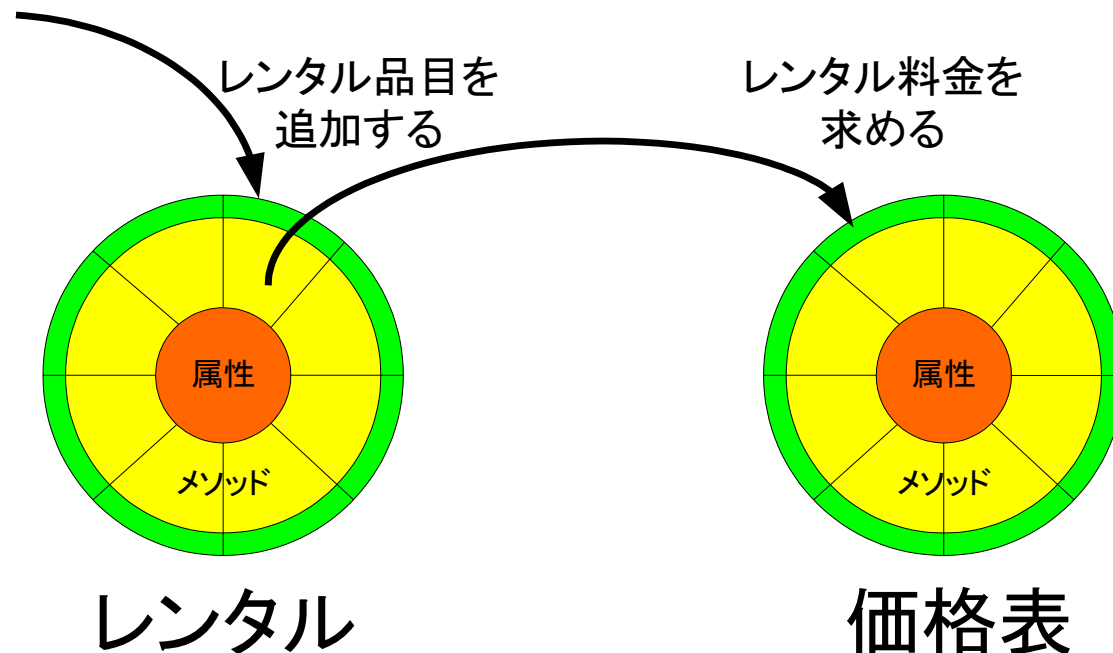 レンタル品目を
追加する
レンタル料金を
求める
属性
メソッド
属性
メソッド
レンタル
価格表